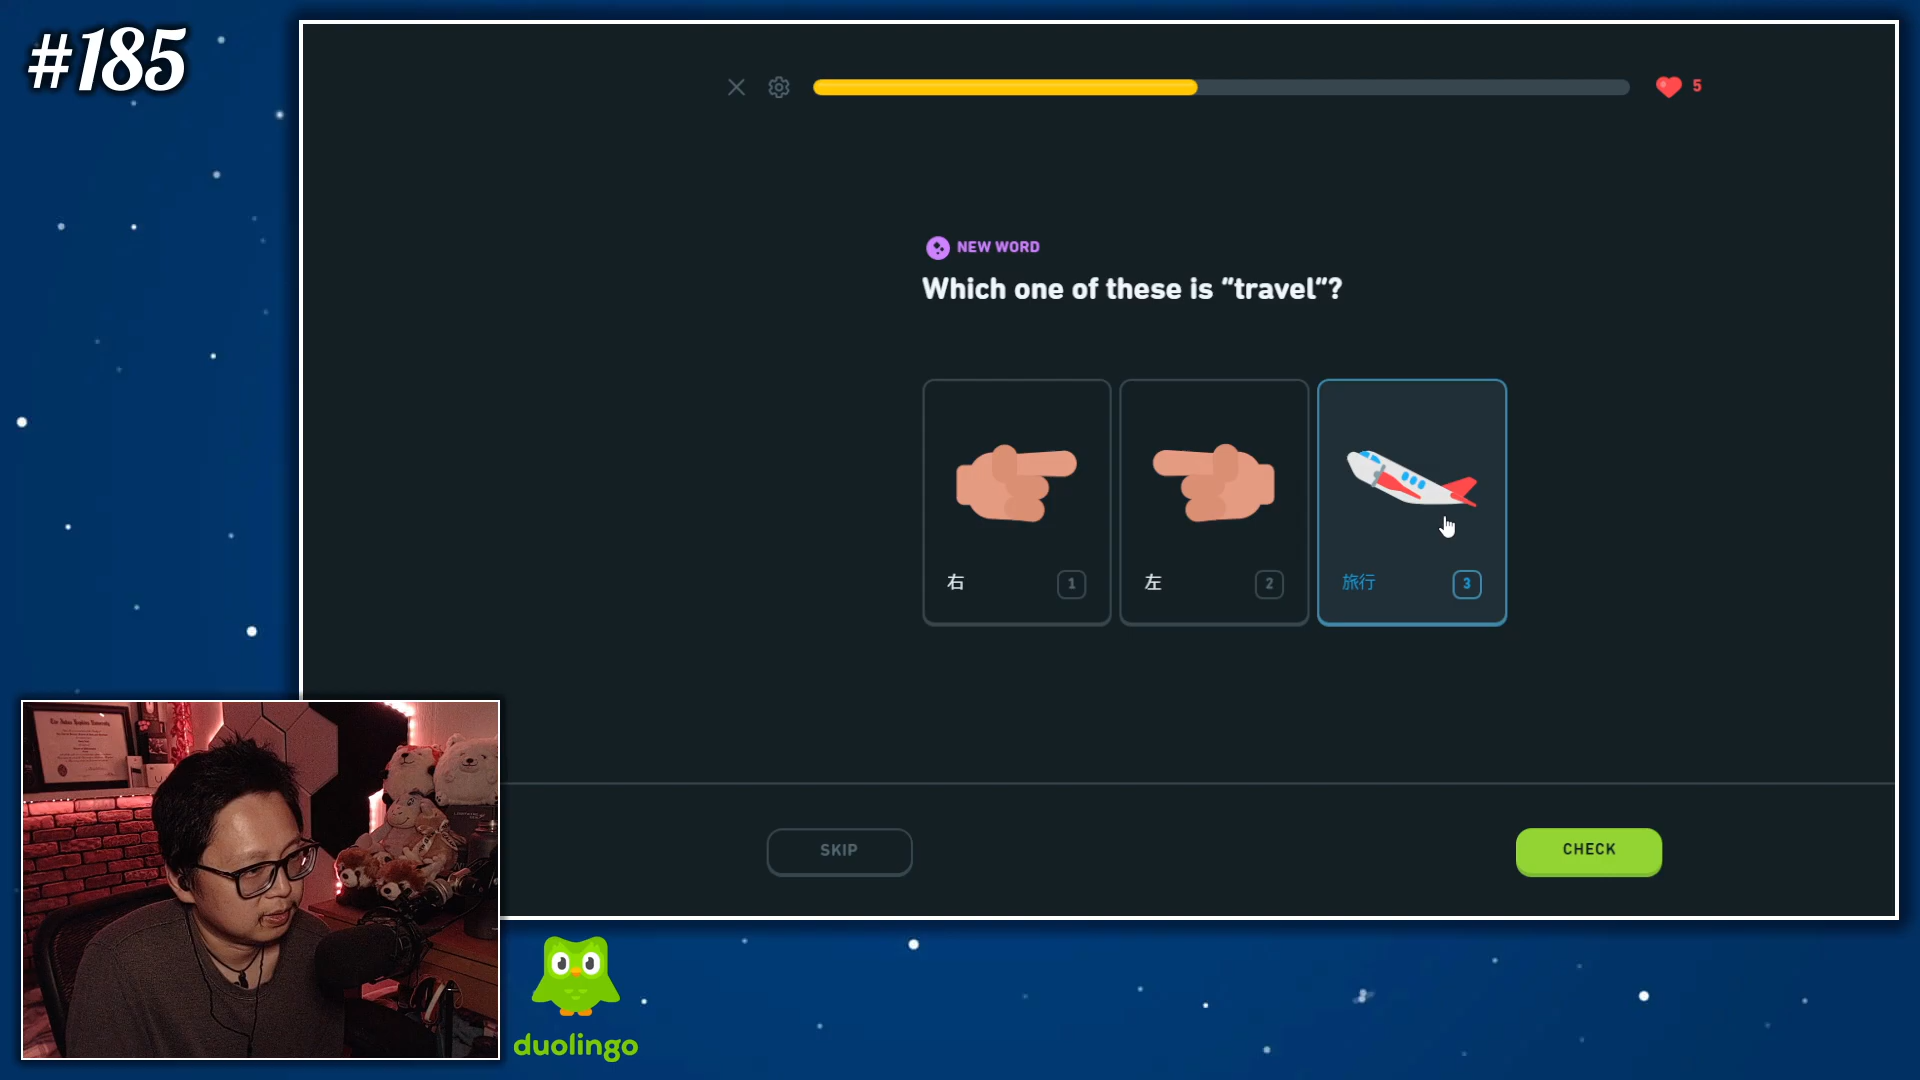 #185
5
NEW WORD
Which one of these is “travel”?
右 1
左 2
旅行 3
SKIP
CHECK
duolingo